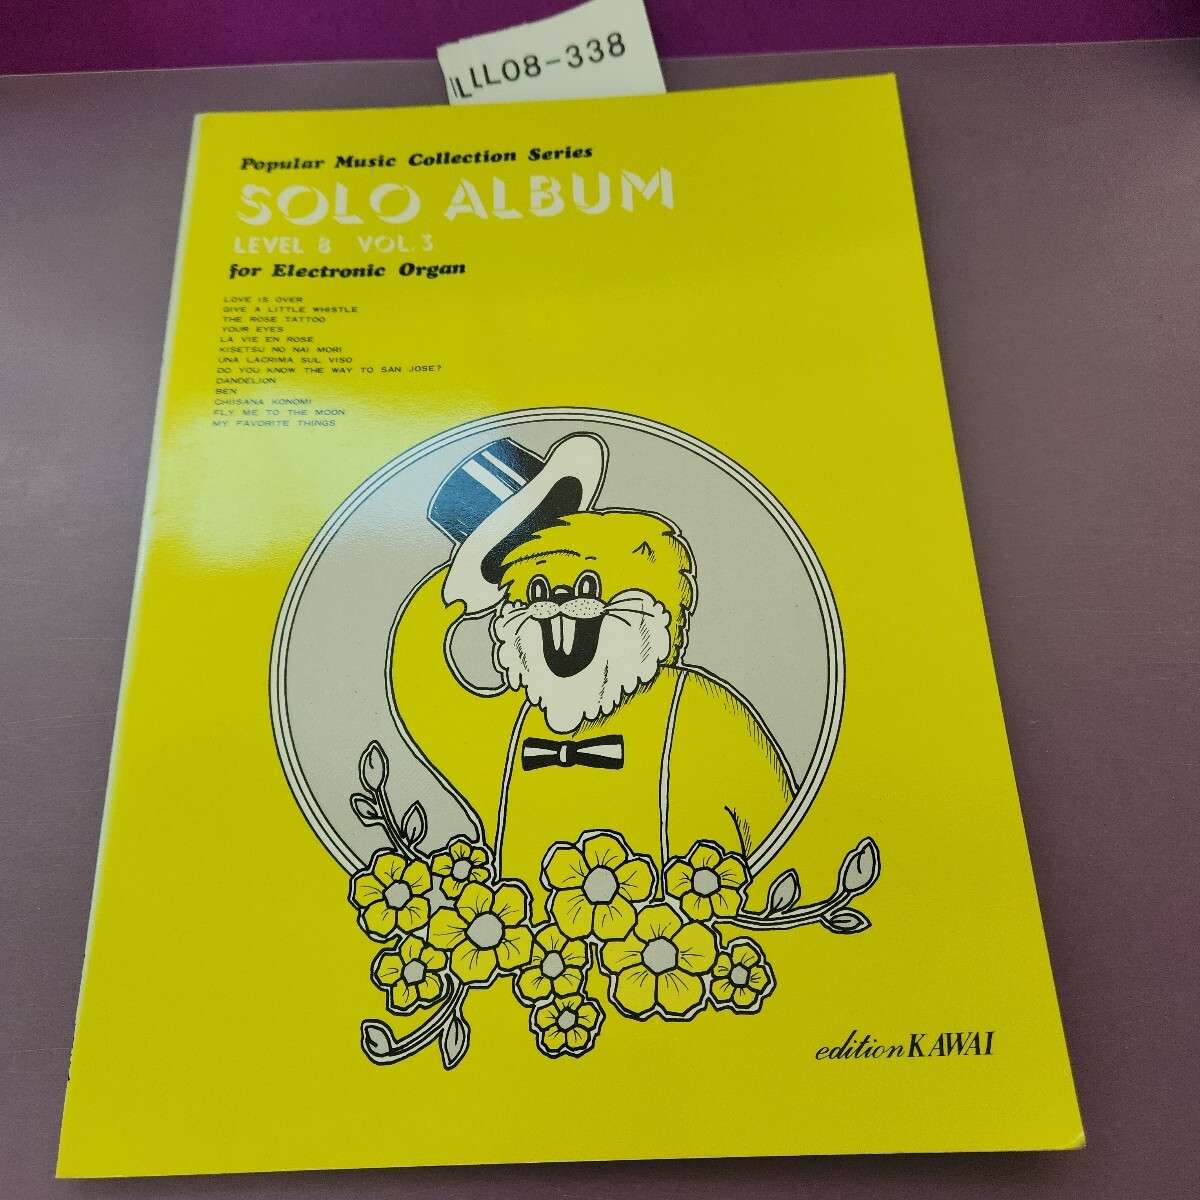 LL08-338
Popular Music Collection Series
SOLO ALBUM
LEVEL 8 VOL. 3
for Electronic Organ
LOVE IS OVER
GIVE A LITTLE WHISTLE
THE ROSE TATTOO
YOUR EYES
LA VIE EN ROSE
KISETSU NO NAI MORI
UNA LACRIMA SUL VISO
DO YOU KNOW THE WAY TO SAN JOSE?
DANDELION
BEN
CHIISANA KONOMI
FLY ME TO THE MOON
MY FAVORITE THINGS
edition KAWAI